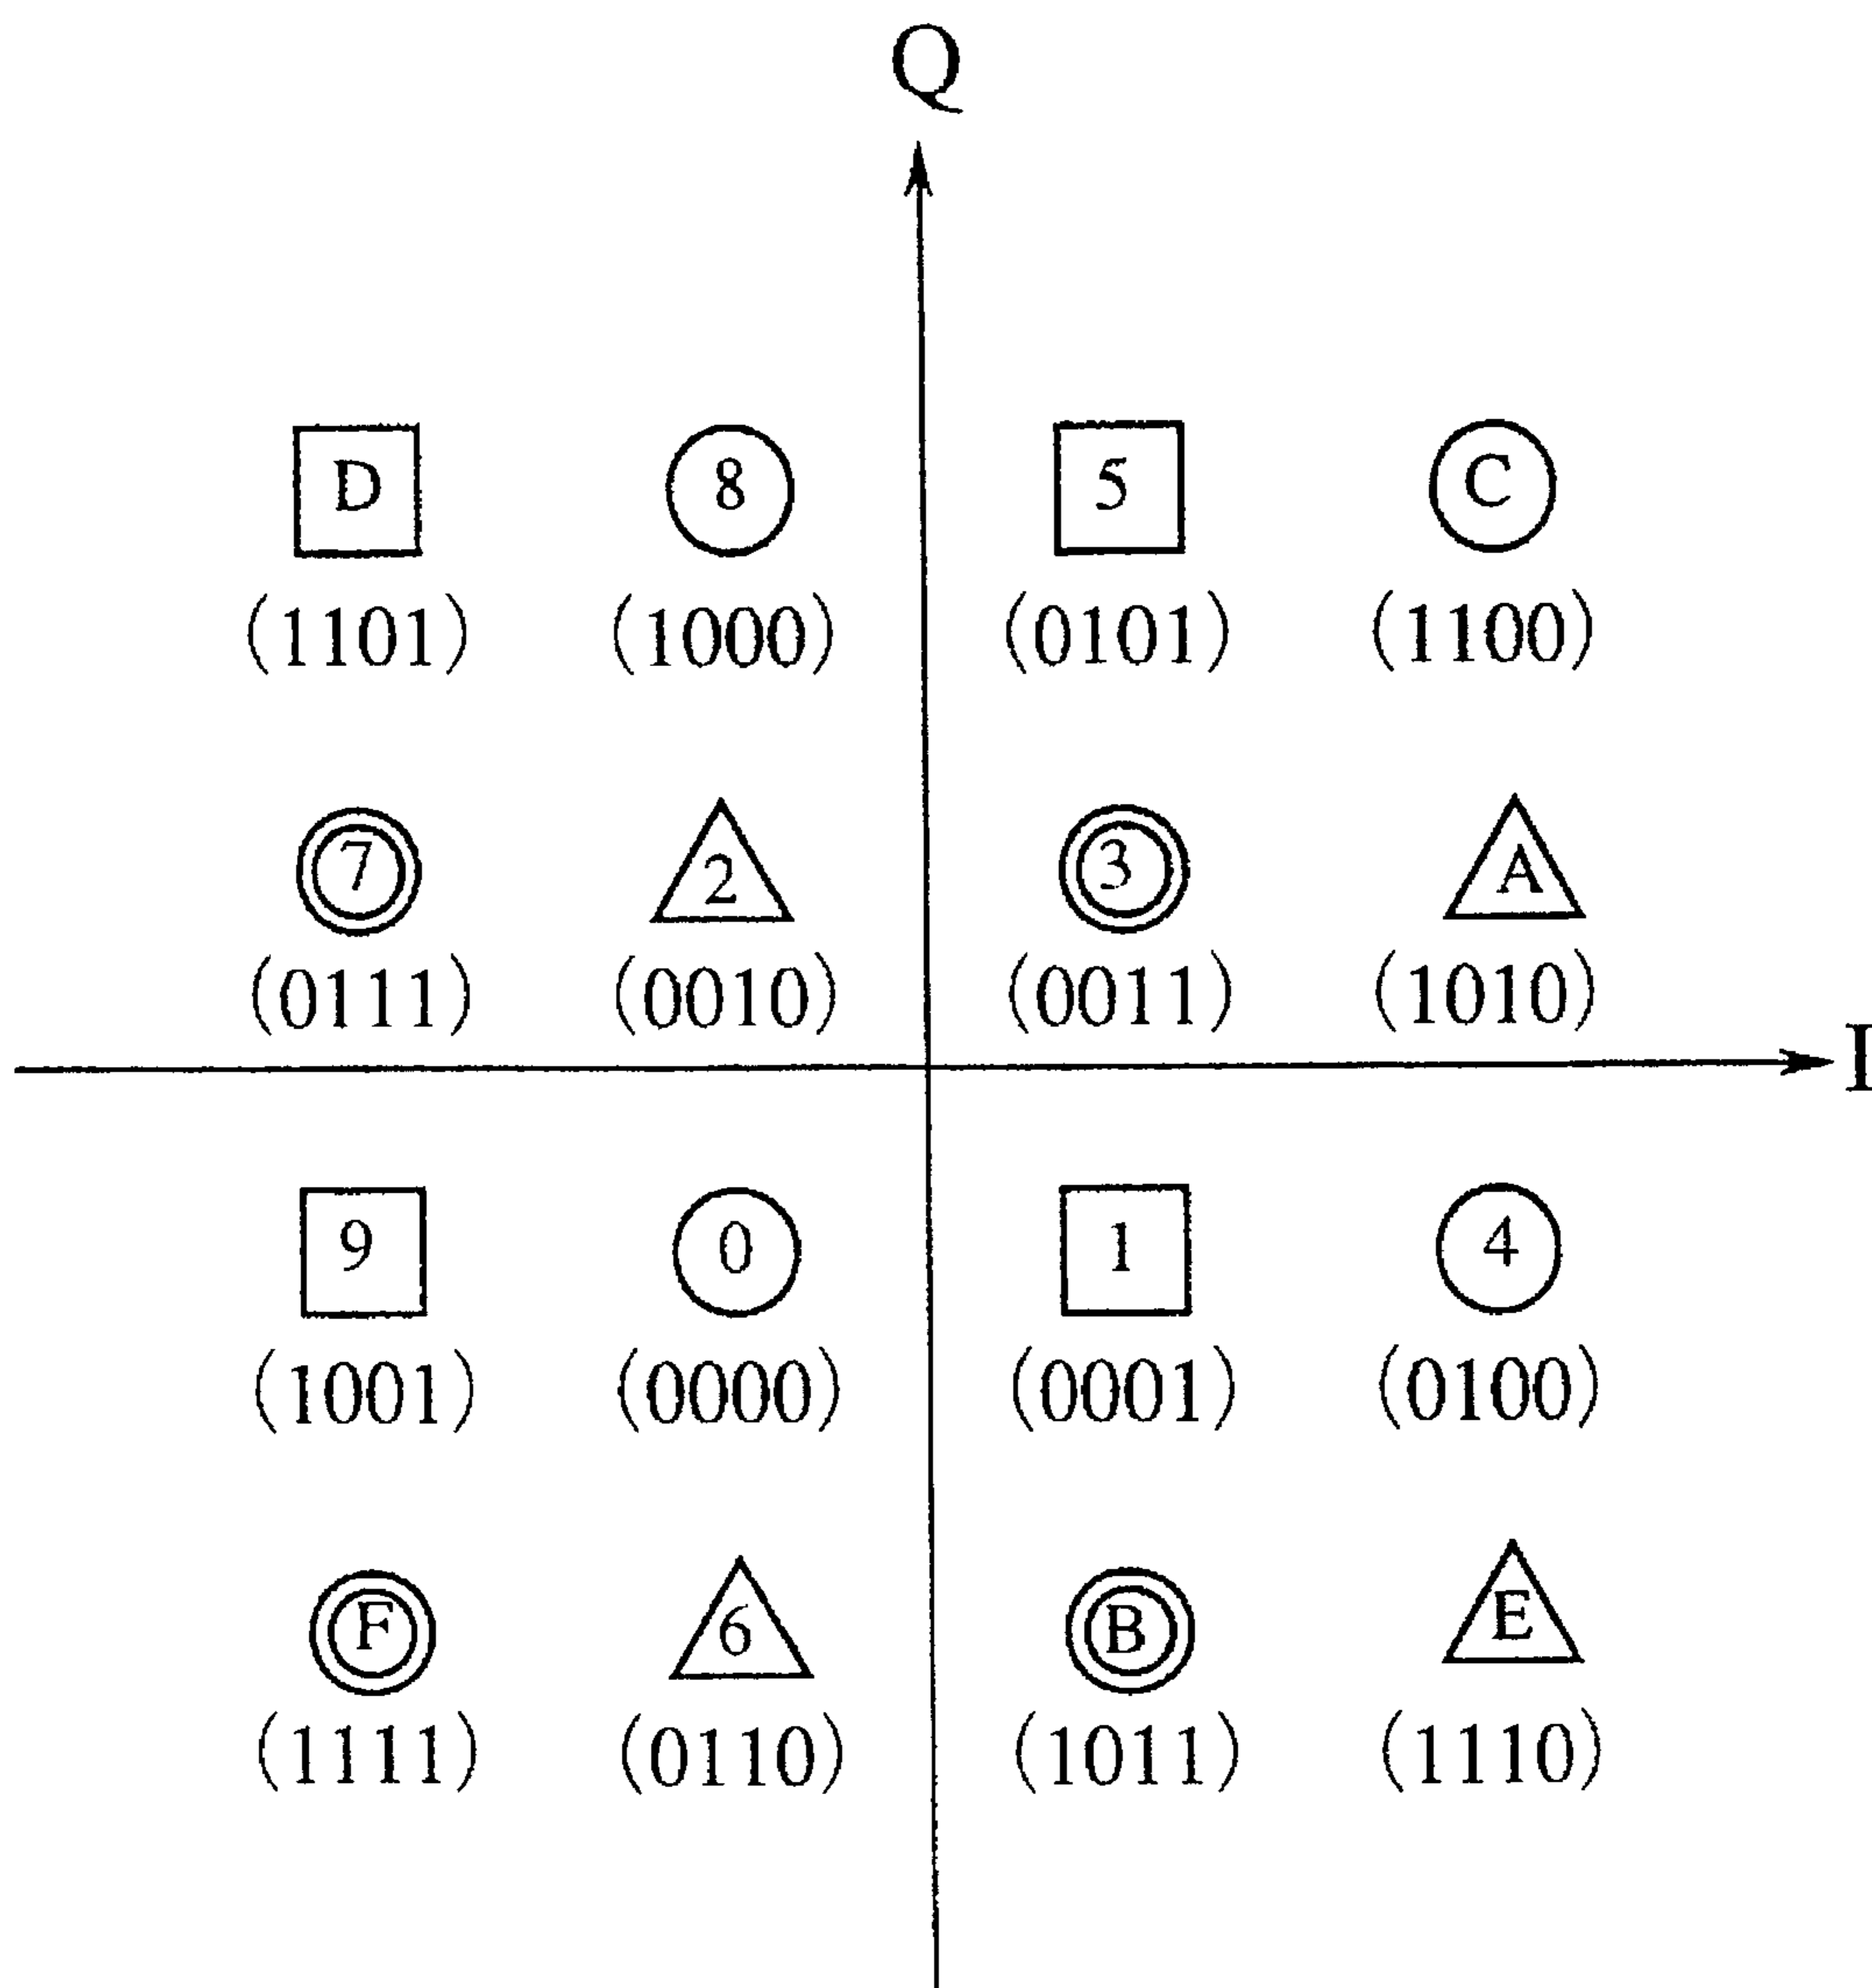 Q
D 8 5 C
(1101) (1000) (0101) (1100)
7 2 3 A
(0111) (0010) (0011) (1010)
I
9 0 1 4
(1001) (0000) (0001) (0100)
F 6 B E
(1111) (0110) (1011) (1110)